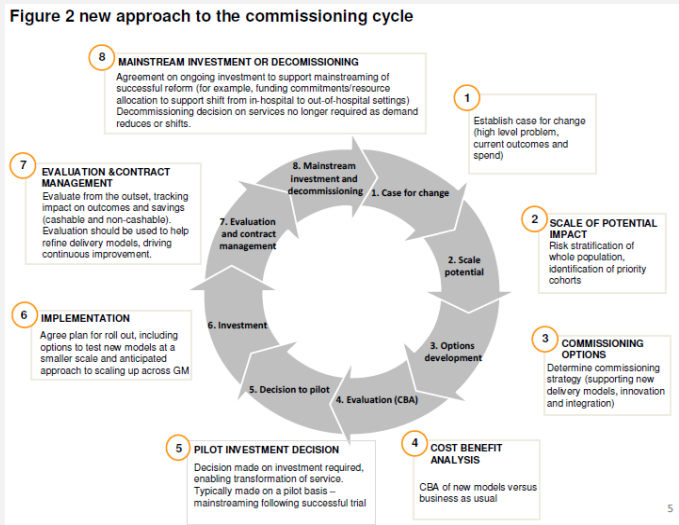 Figure 2 new approach to the commissioning cycle
8
MAINSTREAM INVESTMENT OR DECOMISSIONING
Agreement on ongoing investment to support mainstreaming of
successful reform (for example, funding commitments/resource
allocation to support shift from in-hospital to out-of-hospital settings)
Decommissioning decision on services no longer required as demand
reduces or shifts.
1
Establish case for change
(high level problem,
current outcomes and
spend)
7
EVALUATION &CONTRACT
MANAGEMENT
Evaluate from the outset, tracking
impact on outcomes and savings
(cashable and non-cashable).
Evaluation should be used to help
refine delivery models, driving
continuous improvement.
8. Mainstream
investment and
decommissioning
1. Case for change
2
SCALE OF POTENTIAL
IMPACT
Risk stratification of
whole population,
identification of priority
cohorts
7. Evaluation
and contract
management
2. Scale
potential
6
IMPLEMENTATION
Agree plan for roll out, including
options to test new models at a
smaller scale and anticipated
approach to scaling up across GM
6. Investment
3. Options
development
3
COMMISSIONING
OPTIONS
Determine commissioning
strategy (supporting new
delivery models, innovation
and integration)
5. Decision to pilot
4. Evaluation (CBA)
5
PILOT INVESTMENT DECISION
Decision made on investment required,
enabling transformation of service.
Typically made on a pilot basis –
mainstreaming following successful trial
4
COST BENEFIT
ANALYSIS
CBA of new models versus
business as usual
5